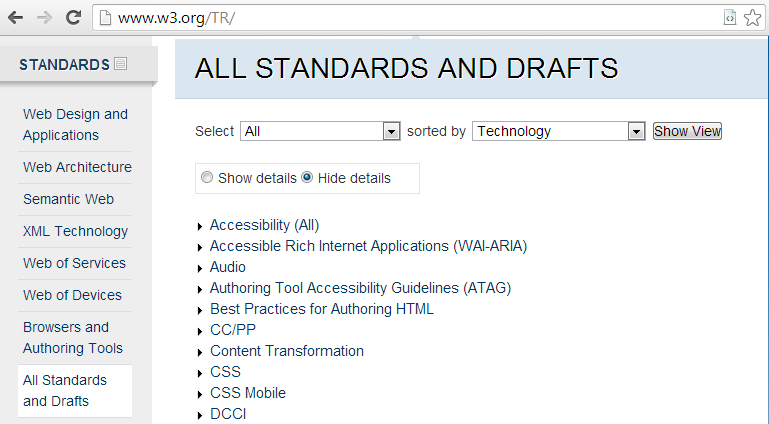 www.w3.org/TR/
STANDARDS
Web Design and
Applications
Web Architecture
Semantic Web
XML Technology
Web of Services
Web of Devices
Browsers and
Authoring Tools
All Standards
and Drafts
ALL STANDARDS AND DRAFTS
Select All sorted by Technology Show View
Show details Hide details
Accessibility (All)
Accessible Rich Internet Applications (WAI-ARIA)
Audio
Authoring Tool Accessibility Guidelines (ATAG)
Best Practices for Authoring HTML
CC/PP
Content Transformation
CSS
CSS Mobile
DCCI